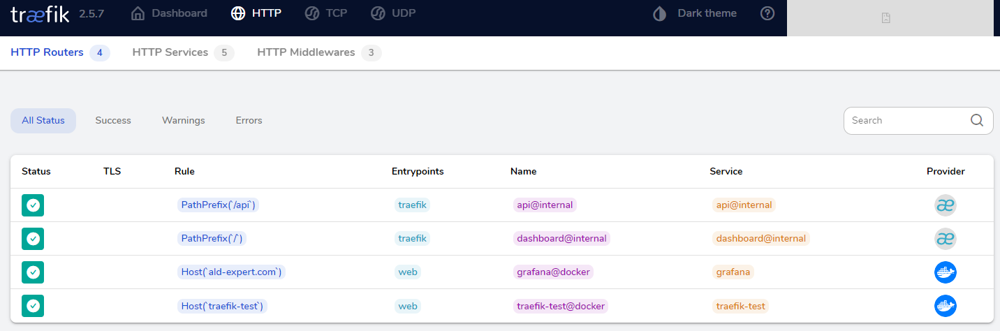 træfik 2.5.7 Dashboard HTTP TCP UDP Dark theme
HTTP Routers 4 HTTP Services 5 HTTP Middlewares 3
All Status Success Warnings Errors Search
Status TLS Rule Entrypoints Name Service Provider
PathPrefix(`/api`) traefik api@internal api@internal æ
PathPrefix(`/`) traefik dashboard@internal dashboard@internal æ
Host(`ald-expert.com`) web grafana@docker grafana
Host(`traefik-test`) web traefik-test@docker traefik-test